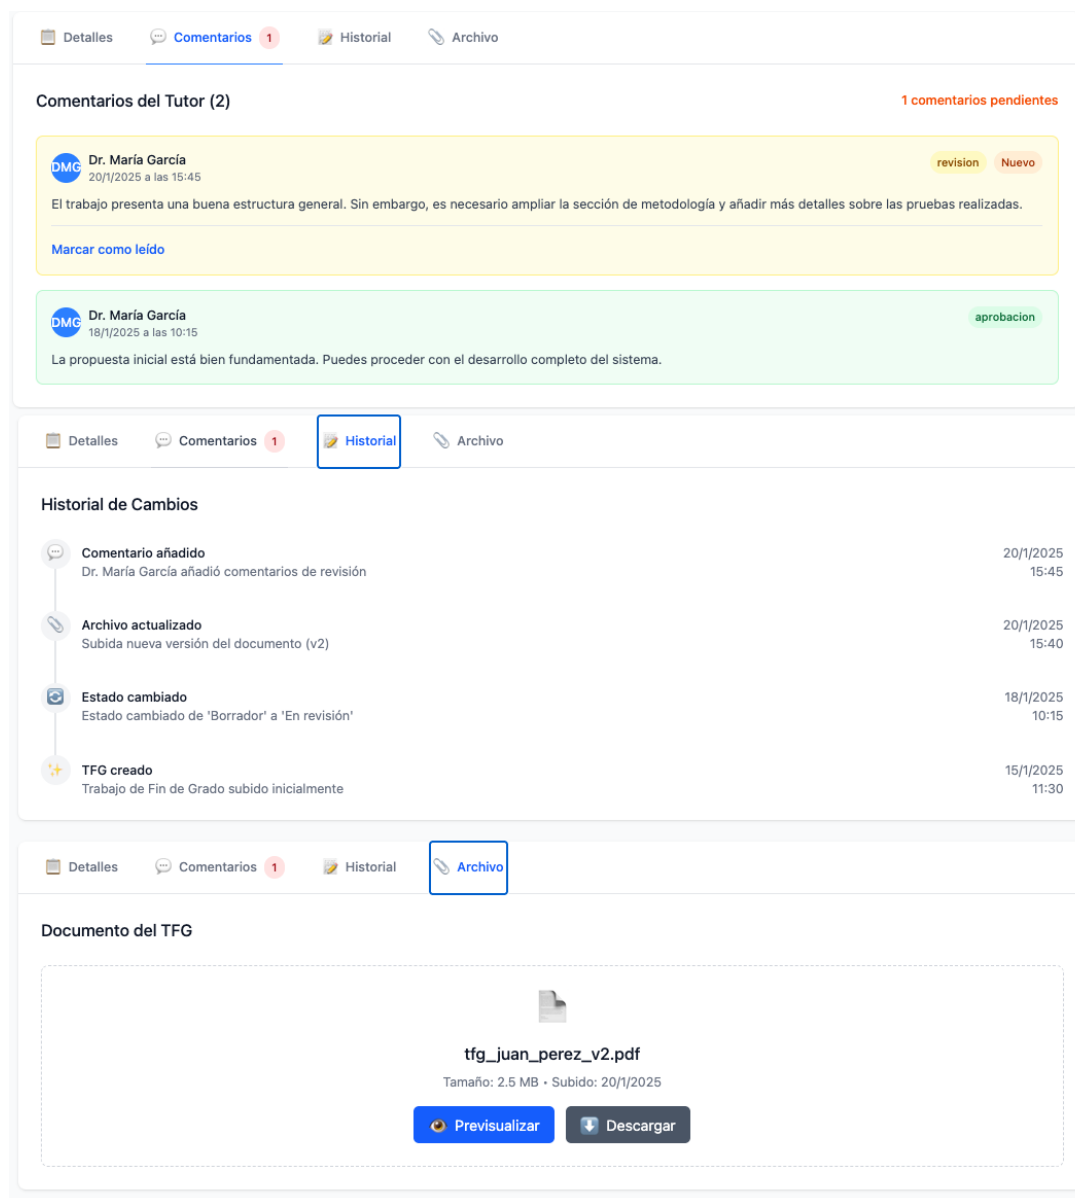 Detalles Comentarios 1 Historial Archivo
Comentarios del Tutor (2) 1 comentarios pendientes
DMG Dr. María García revision Nuevo
20/1/2025 a las 15:45
El trabajo presenta una buena estructura general. Sin embargo, es necesario ampliar la sección de metodología y añadir más detalles sobre las pruebas realizadas.
Marcar como leído
DMG Dr. María García aprobacion
18/1/2025 a las 10:15
La propuesta inicial está bien fundamentada. Puedes proceder con el desarrollo completo del sistema.
Detalles Comentarios 1 Historial Archivo
Historial de Cambios
Comentario añadido 20/1/2025
Dr. María García añadió comentarios de revisión 15:45
Archivo actualizado 20/1/2025
Subida nueva versión del documento (v2) 15:40
Estado cambiado 18/1/2025
Estado cambiado de 'Borrador' a 'En revisión' 10:15
TFG creado 15/1/2025
Trabajo de Fin de Grado subido inicialmente 11:30
Detalles Comentarios 1 Historial Archivo
Documento del TFG
tfg_juan_perez_v2.pdf
Tamaño: 2.5 MB • Subido: 20/1/2025
Previsualizar Descargar